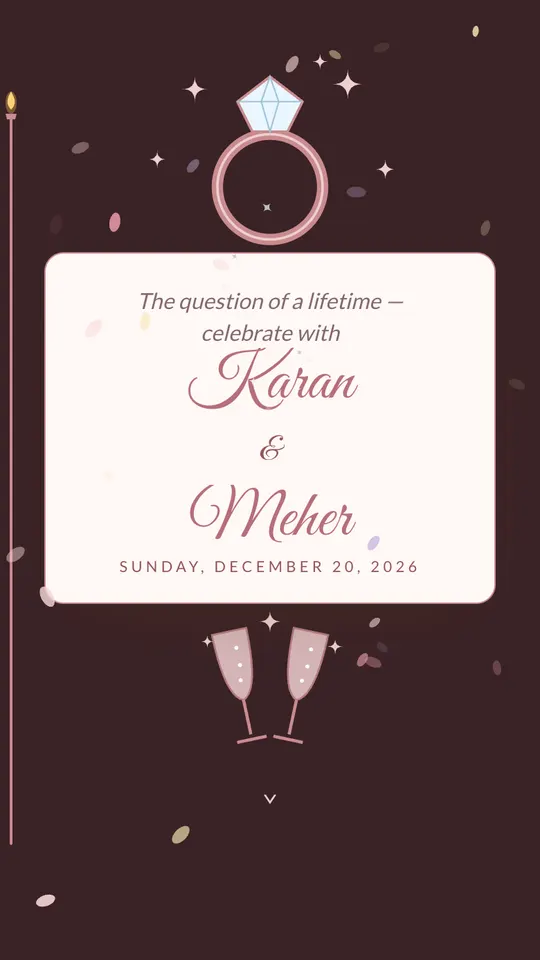 The question of a lifetime —
celebrate with
Karan
&
Meher
SUNDAY, DECEMBER 20, 2026